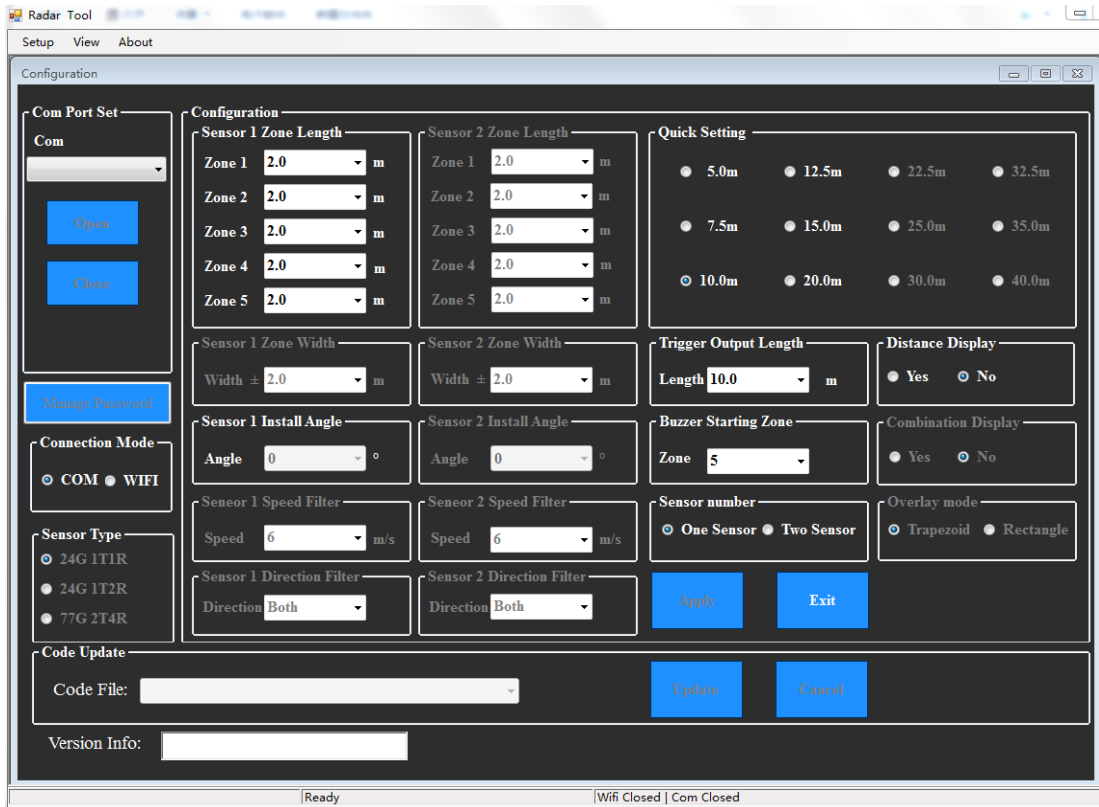 Radar Tool
Setup View About
Configuration
Com Port Set
Com
Open
Close
Manage Password
Connection Mode
COM WIFI
Sensor Type
24G 1T1R
24G 1T2R
77G 2T4R
Configuration
Sensor 1 Zone Length
Zone 1 2.0 m
Zone 2 2.0 m
Zone 3 2.0 m
Zone 4 2.0 m
Zone 5 2.0 m
Sensor 2 Zone Length
Zone 1 2.0 m
Zone 2 2.0 m
Zone 3 2.0 m
Zone 4 2.0 m
Zone 5 2.0 m
Quick Setting
5.0m 12.5m 22.5m 32.5m
7.5m 15.0m 25.0m 35.0m
10.0m 20.0m 30.0m 40.0m
Sensor 1 Zone Width
Width ± 2.0 m
Sensor 2 Zone Width
Width ± 2.0 m
Trigger Output Length
Length 10.0 m
Distance Display
Yes No
Sensor 1 Install Angle
Angle 0 °
Sensor 2 Install Angle
Angle 0 °
Buzzer Starting Zone
Zone 5
Combination Display
Yes No
Seneor 1 Speed Filter
Speed 6 m/s
Seneor 2 Speed Filter
Speed 6 m/s
Sensor number
One Sensor Two Sensor
Overlay mode
Trapezoid Rectangle
Sensor 1 Direction Filter
Direction Both
Sensor 2 Direction Filter
Direction Both
Apply Exit
Code Update
Code File:
Update Cancel
Version Info:
Ready Wifi Closed | Com Closed